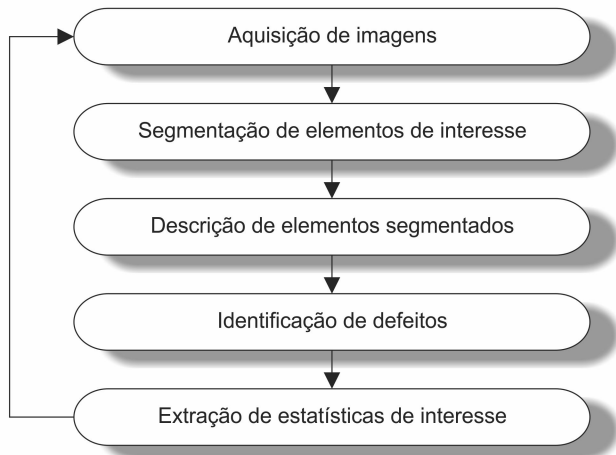 Aquisição de imagens
Segmentação de elementos de interesse
Descrição de elementos segmentados
Identificação de defeitos
Extração de estatísticas de interesse